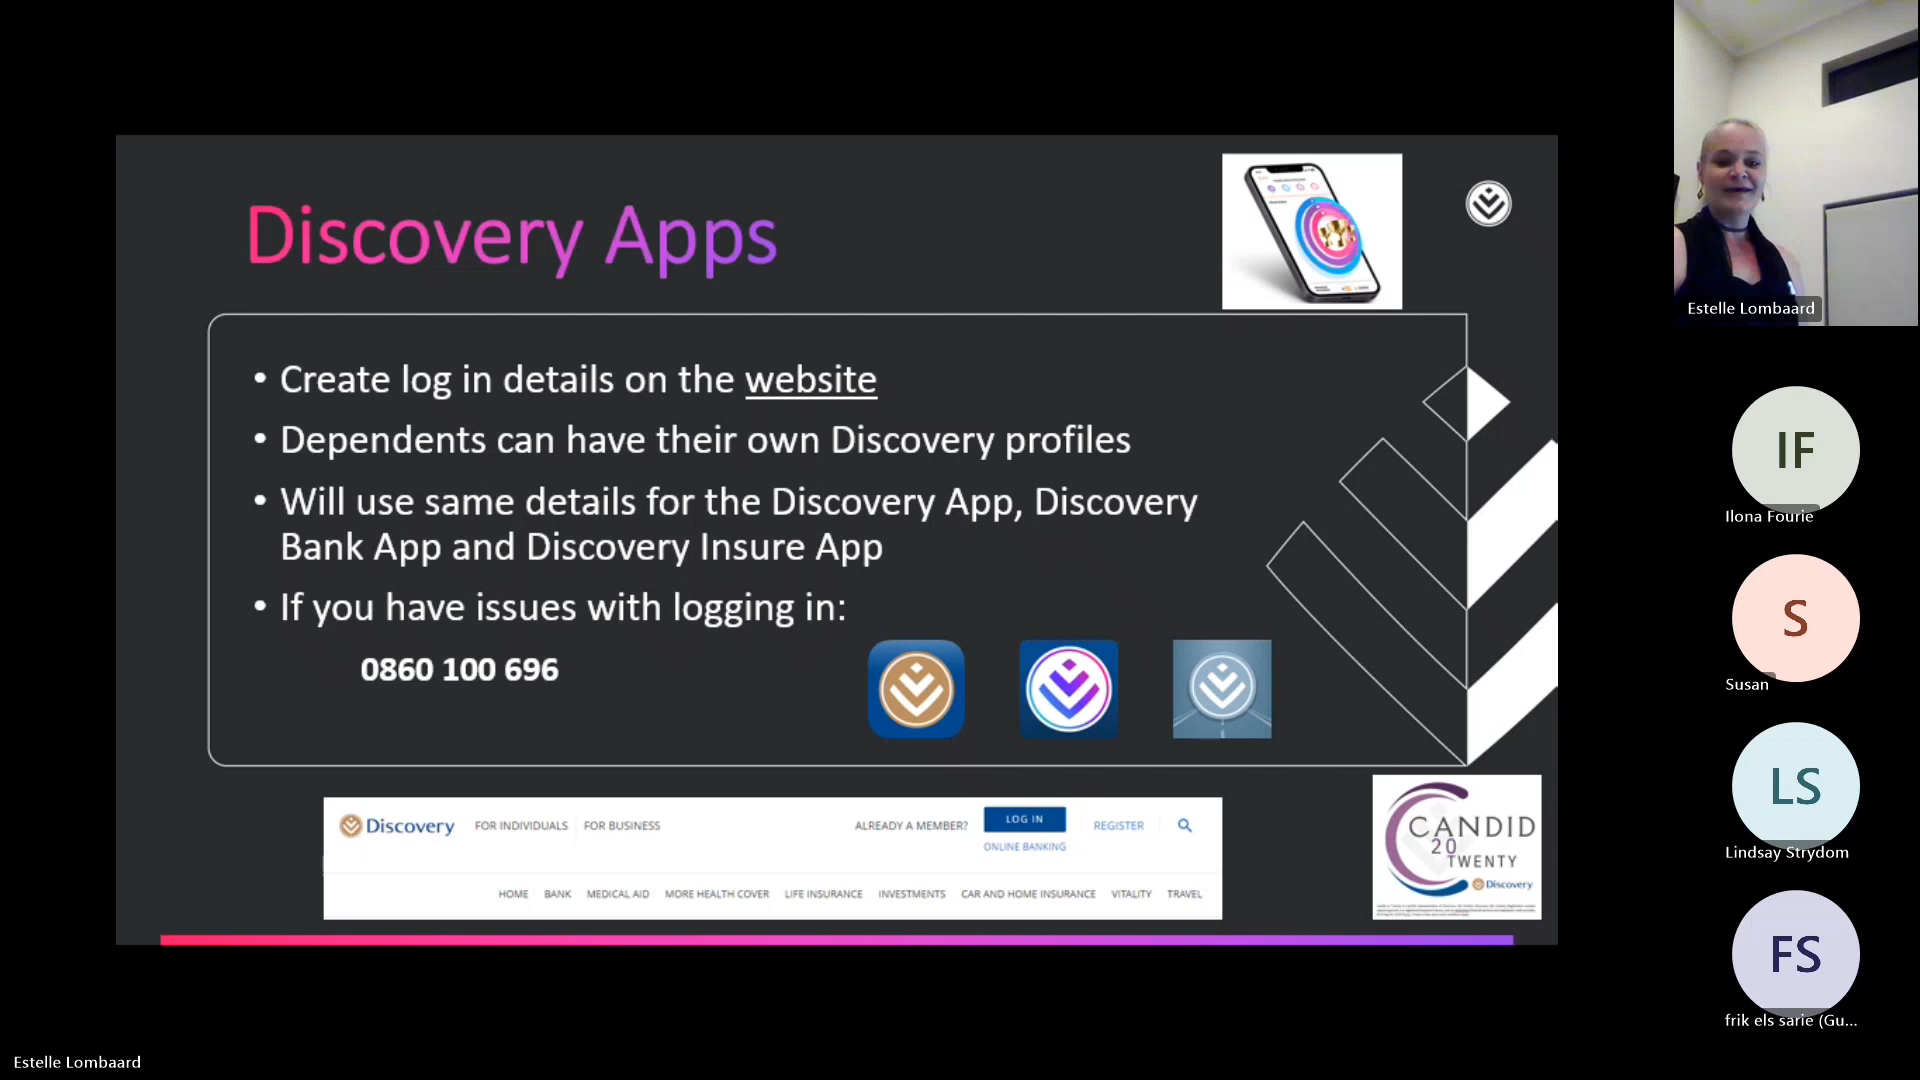 Discovery Apps
• Create log in details on the website
• Dependents can have their own Discovery profiles
• Will use same details for the Discovery App, Discovery
Bank App and Discovery Insure App
• If you have issues with logging in:
0860 100 696
Discovery
FOR INDIVIDUALS
FOR BUSINESS
ALREADY A MEMBER?
LOG IN
REGISTER
ONLINE BANKING
HOME
BANK
MEDICAL AID
MORE HEALTH COVER
LIFE INSURANCE
INVESTMENTS
CAR AND HOME INSURANCE
VITALITY
TRAVEL
CANDID
20
TWENTY
Discovery
Estelle Lombaard
IF
Ilona Fourie
S
Susan
LS
Lindsay Strydom
FS
frik els sarie (Gu...
Estelle Lombaard